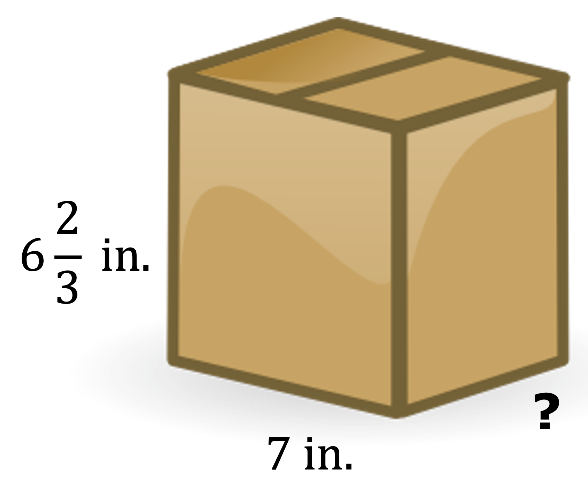 6 2/3 in.
7 in.
?